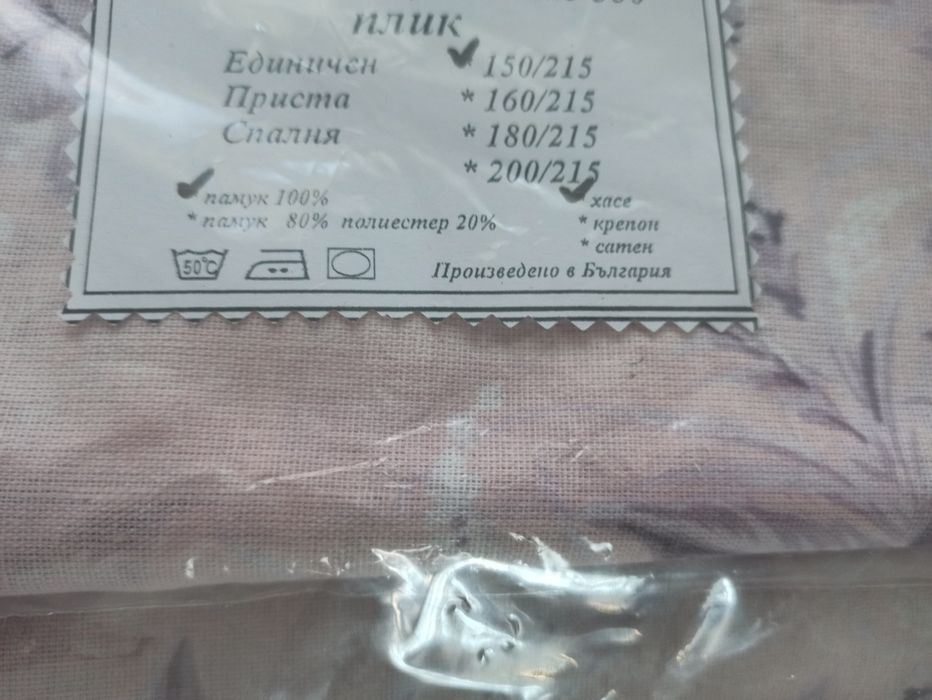 плик
Единичен ✓ 150/215
Приста * 160/215
Спалня * 180/215
* 200/215
✓ памук 100% ✓ хасе
* памук 80% полиестер 20% * крепон
* сатен
50°C Произведено в България